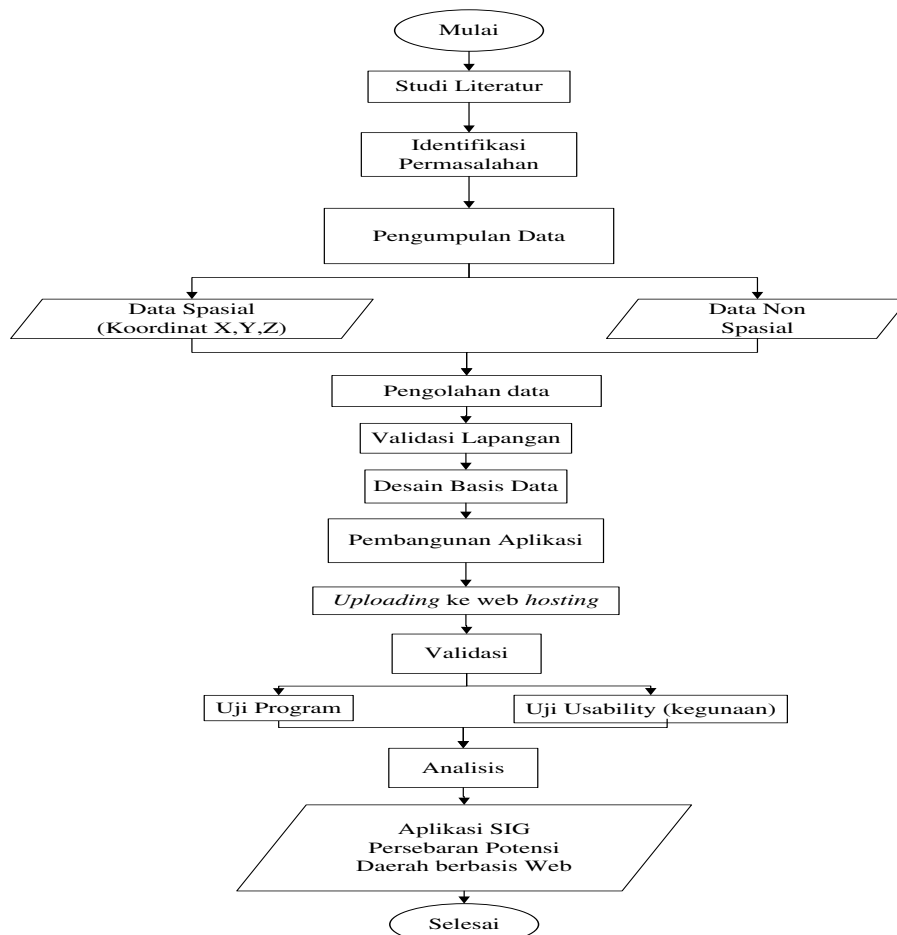 Mulai
Studi Literatur
Identifikasi
Permasalahan
Pengumpulan Data
Data Spasial
(Koordinat X,Y,Z)
Data Non
Spasial
Pengolahan data
Validasi Lapangan
Desain Basis Data
Pembangunan Aplikasi
Uploading ke web hosting
Validasi
Uji Program
Uji Usability (kegunaan)
Analisis
Aplikasi SIG
Persebaran Potensi
Daerah berbasis Web
Selesai